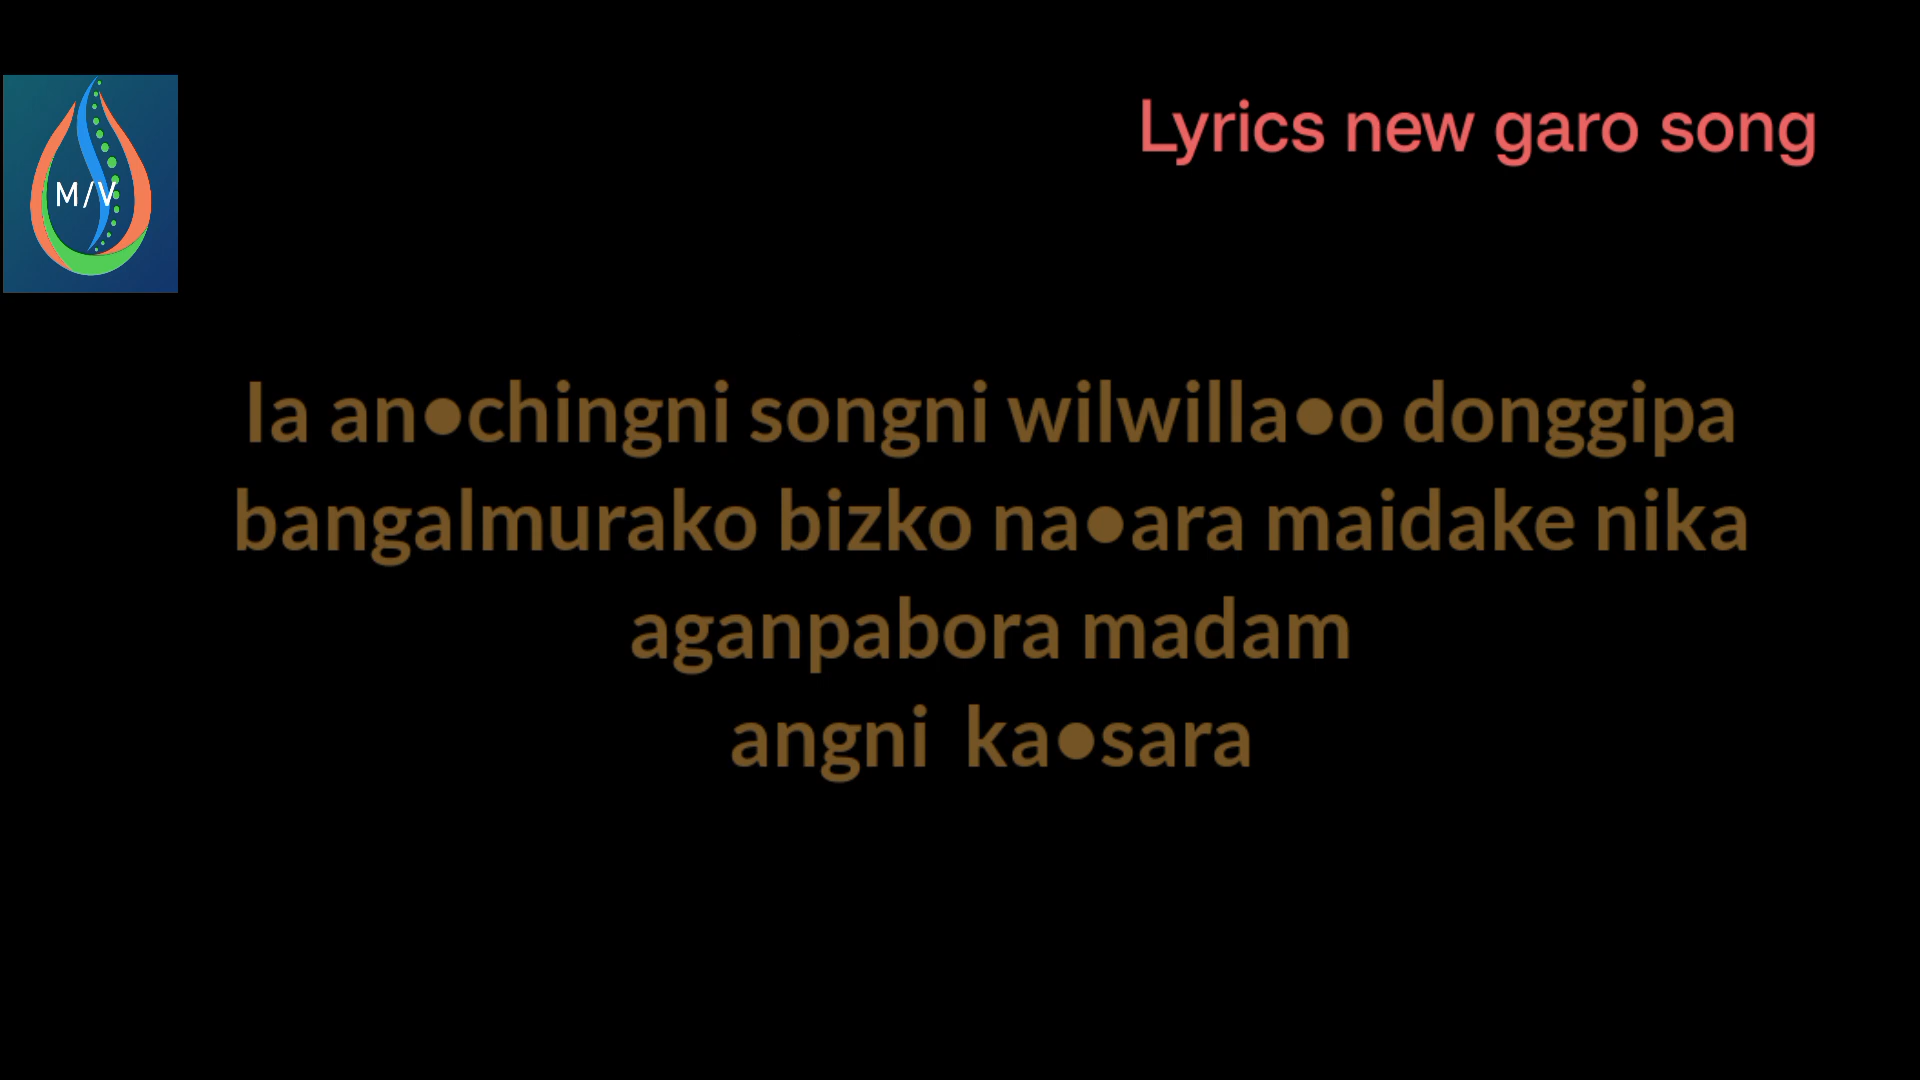 M/V
Lyrics new garo song
Ia an●chingni songni wilwilla●o donggipa
bangalmurako bizko na●ara maidake nika
aganpabora madam
angni  ka●sara